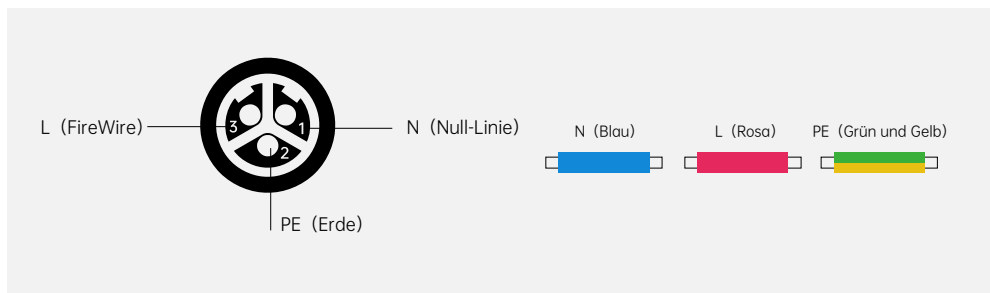 L (FireWire)
3
1
2
N (Null-Linie)
PE (Erde)
N (Blau)
L (Rosa)
PE (Grün und Gelb)